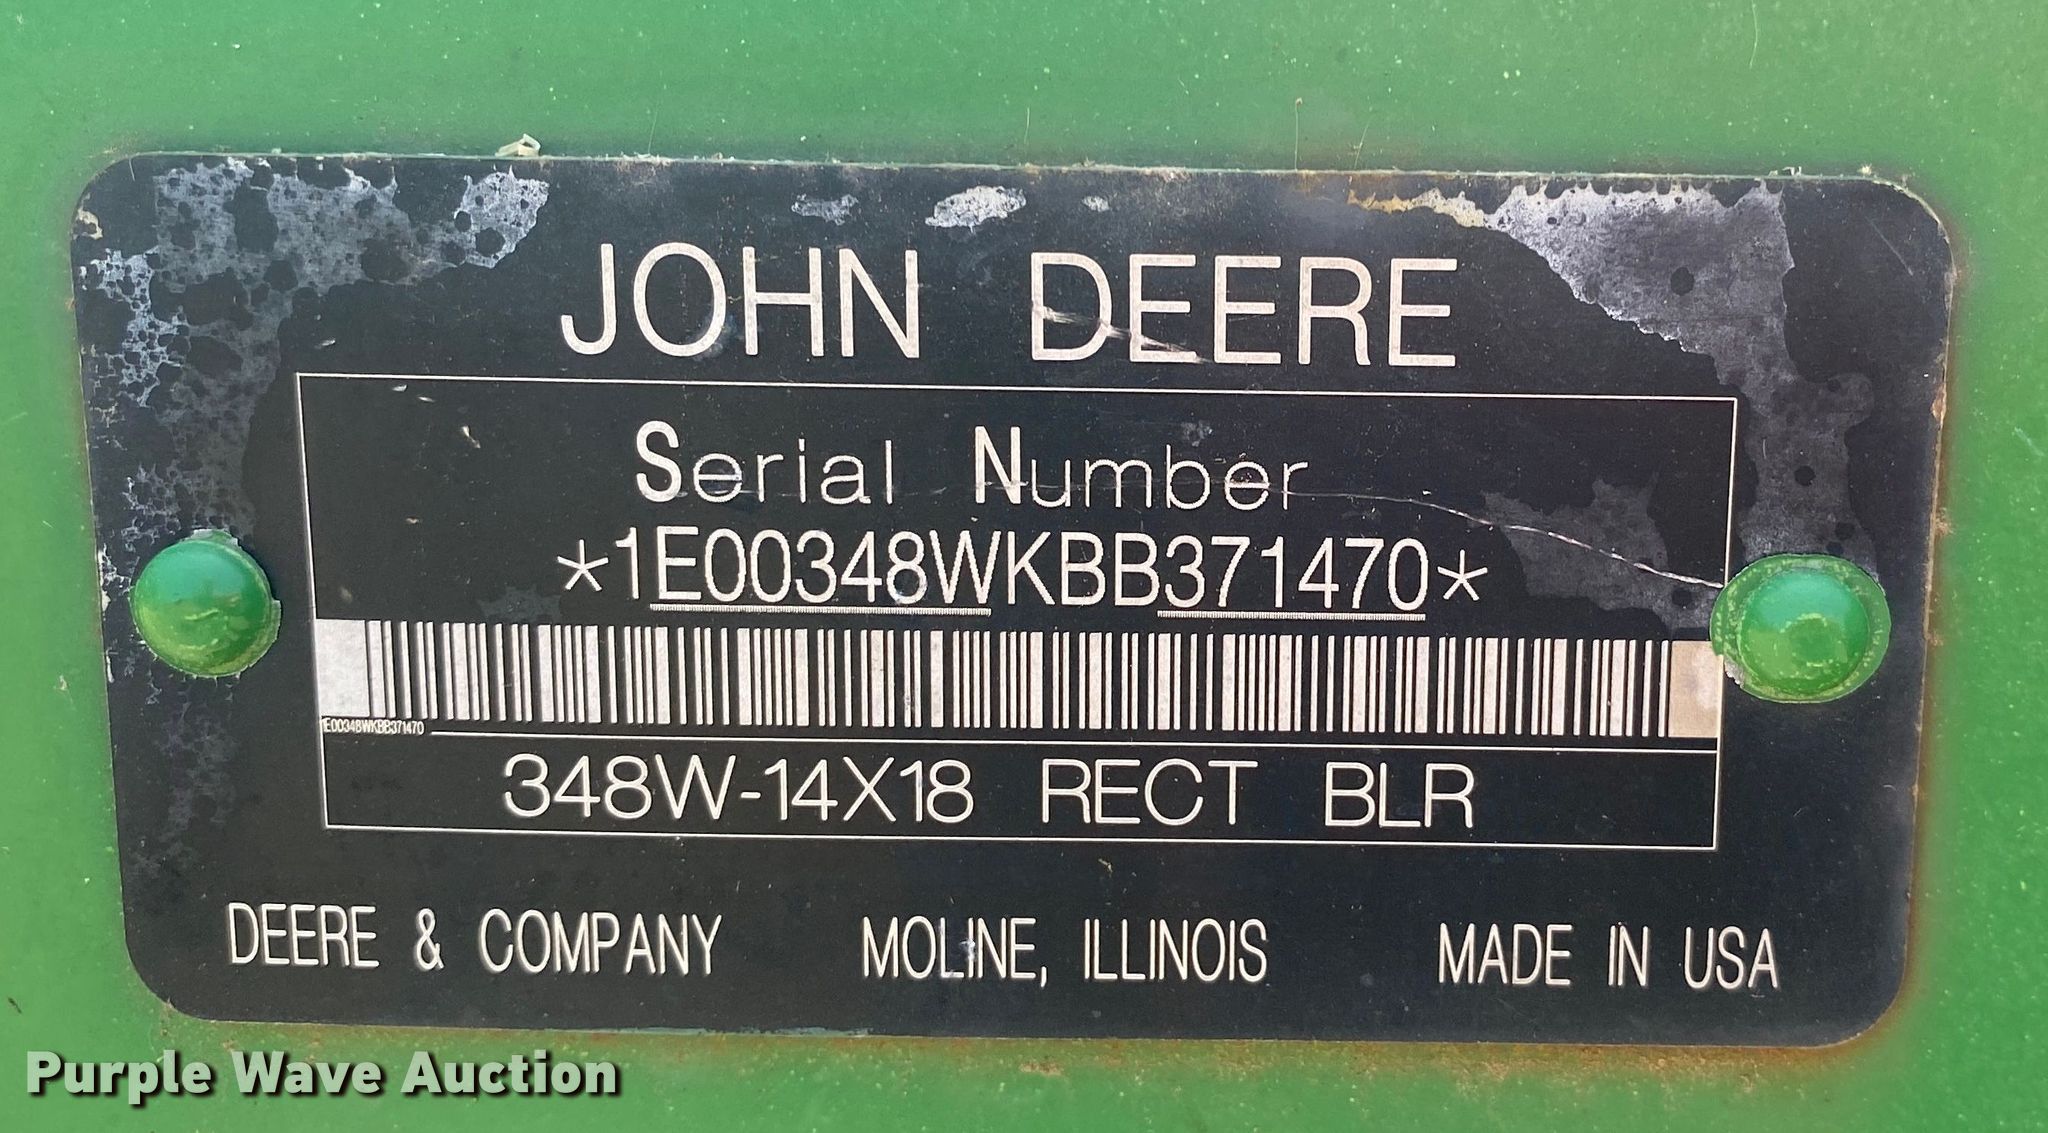 JOHN DEERE
Serial Number
*1E00348WKBB371470*
1E00348WKBB371470
348W-14X18 RECT BLR
DEERE & COMPANY MOLINE, ILLINOIS MADE IN USA
Purple Wave Auction